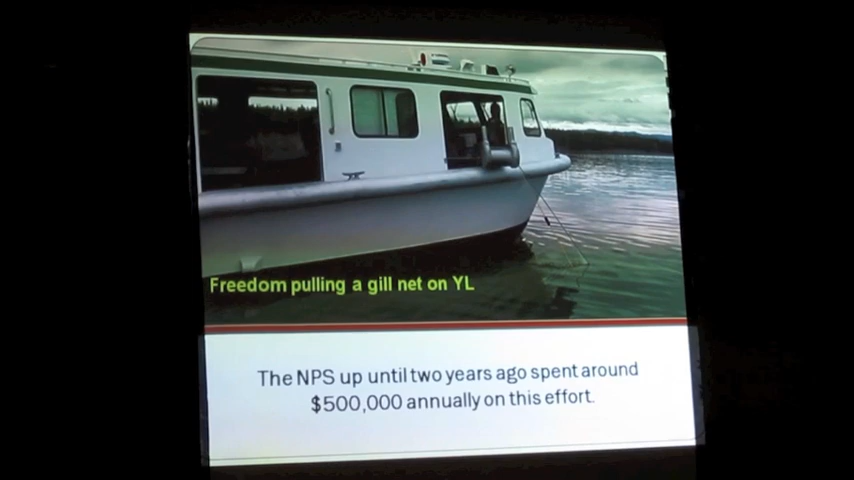 Freedom pulling a gill net on YL
The NPS up until two years ago spent around
$500,000 annually on this effort.